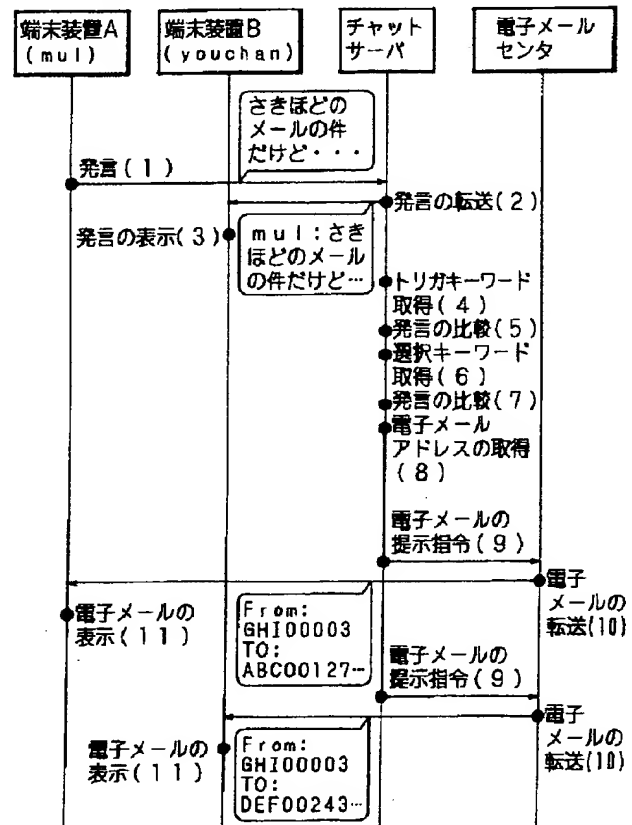 端末装置A
(mul)
端末装置B
(youchan)
チャット
サーバ
電子メール
センタ
さきほどの
メールの件
だけど・・・
発言(1)
発言の転送(2)
発言の表示(3)
mul:さき
ほどのメール
の件だけど…
トリガキーワード
取得(4)
発言の比較(5)
選択キーワード
取得(6)
発言の比較(7)
電子メール
アドレスの取得
(8)
電子メールの
提示指令(9)
電子
メールの
転送(10)
電子メールの
表示(11)
From:
GHI00003
TO:
ABC00127…
電子メールの
提示指令(9)
電子
メールの
転送(10)
電子メールの
表示(11)
From:
GHI00003
TO:
DEF00243…